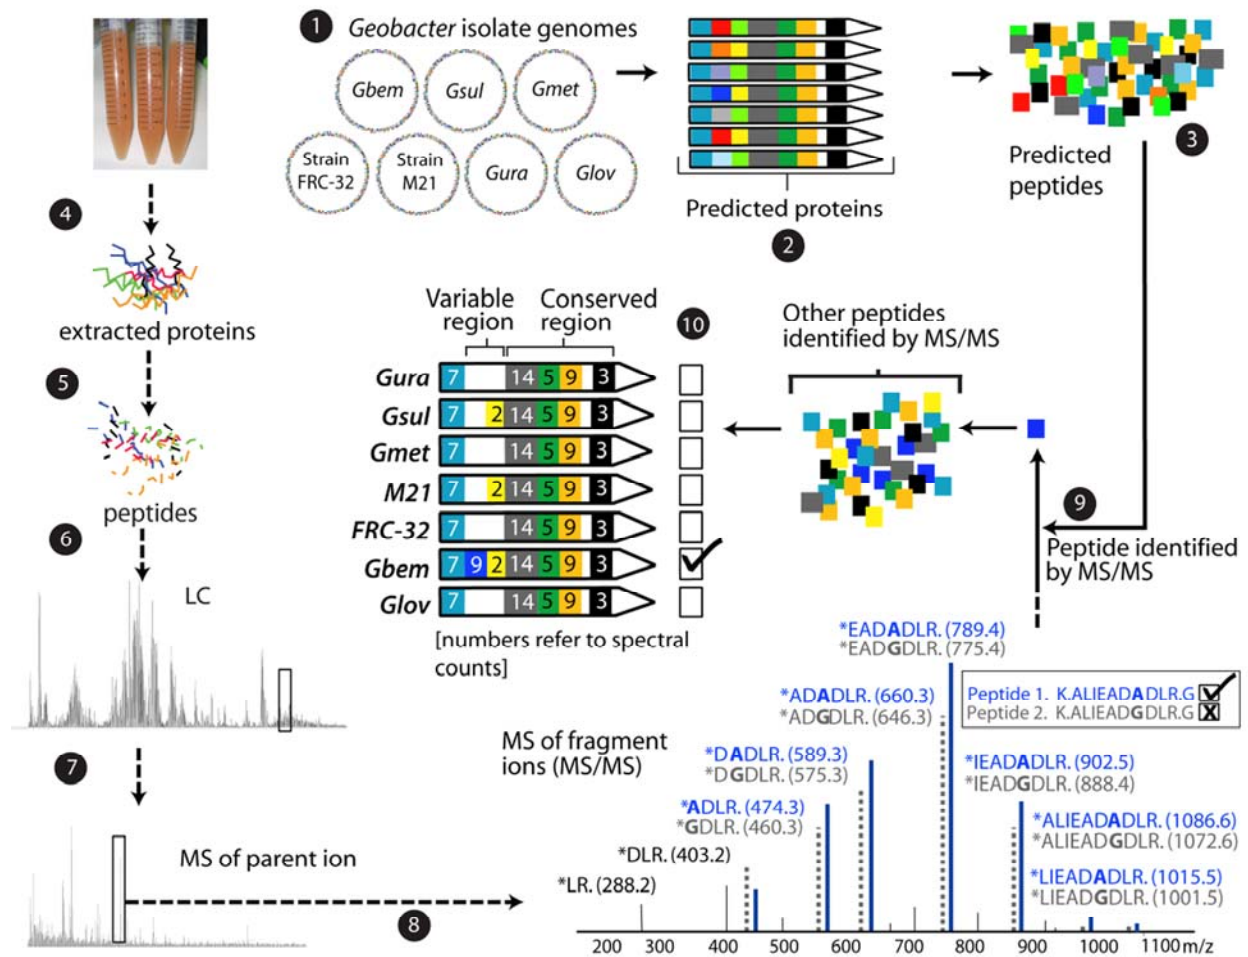 1 Geobacter isolate genomes
Gbem
Gsul
Gmet
Strain
FRC-32
Strain
M21
Gura
Glov
Predicted proteins
2
3
Predicted
peptides
4
extracted proteins
5
peptides
6
LC
7
MS of parent ion
8
Variable
region
Conserved
region
10
Gura 7 14 5 9 3
Gsul 7 2 14 5 9 3
Gmet 7 14 5 9 3
M21 7 2 14 5 9 3
FRC-32 7 14 5 9 3
Gbem 7 9 2 14 5 9 3
Glov 7 14 5 9 3
[numbers refer to spectral
counts]
Other peptides
identified by MS/MS
9
Peptide identified
by MS/MS
MS of fragment
ions (MS/MS)
*EADADLR. (789.4)
*EADGDLR. (775.4)
*ADADLR. (660.3)
*ADGDLR. (646.3)
*DADLR. (589.3)
*DGDLR. (575.3)
*ADLR. (474.3)
*GDLR. (460.3)
*DLR. (403.2)
*LR. (288.2)
Peptide 1. K.ALIEADADLR.G
Peptide 2. K.ALIEADGDLR.G X
*IEADADLR. (902.5)
*IEADGDLR. (888.4)
*ALIEADADLR. (1086.6)
*ALIEADGDLR. (1072.6)
*LIEADADLR. (1015.5)
*LIEADGDLR. (1001.5)
200 300 400 500 600 700 800 900 1000 1100 m/z